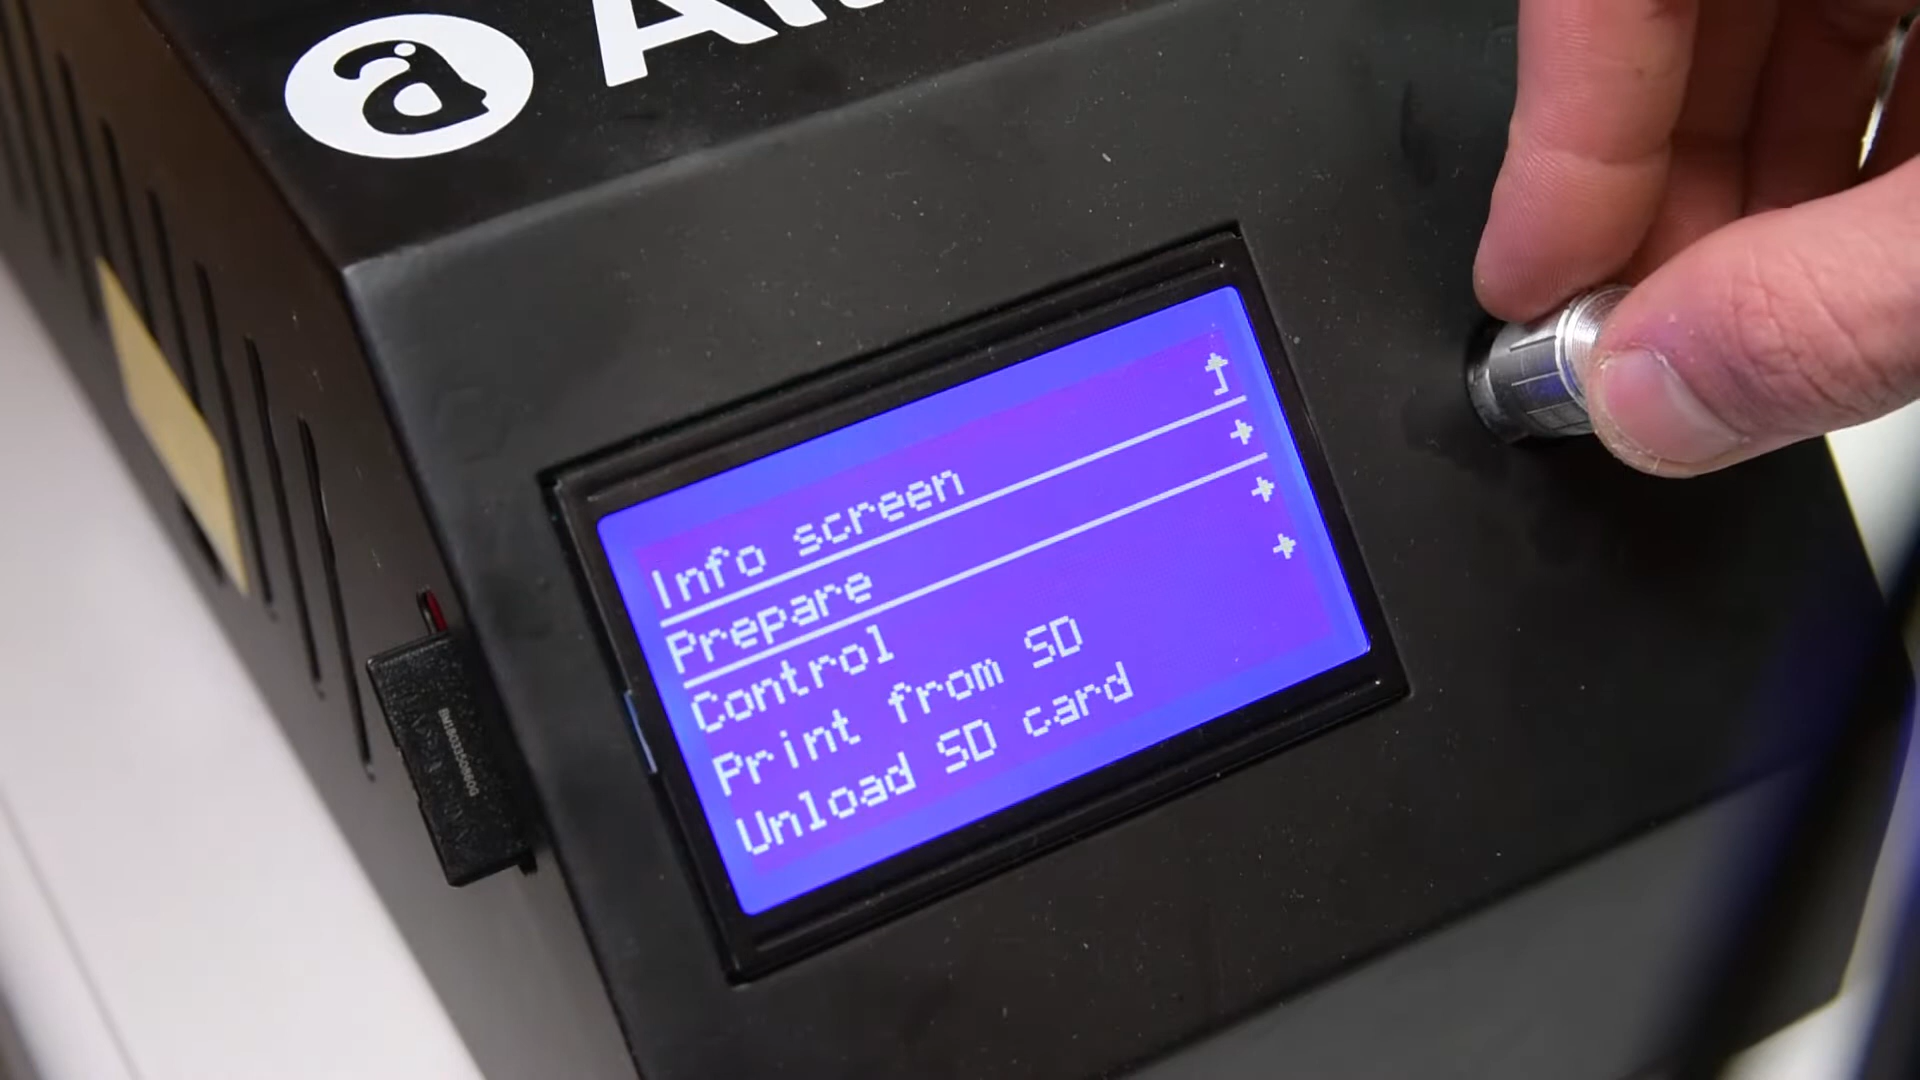 a
Info screen
Prepare
Control
Print from SD
Unload SD card